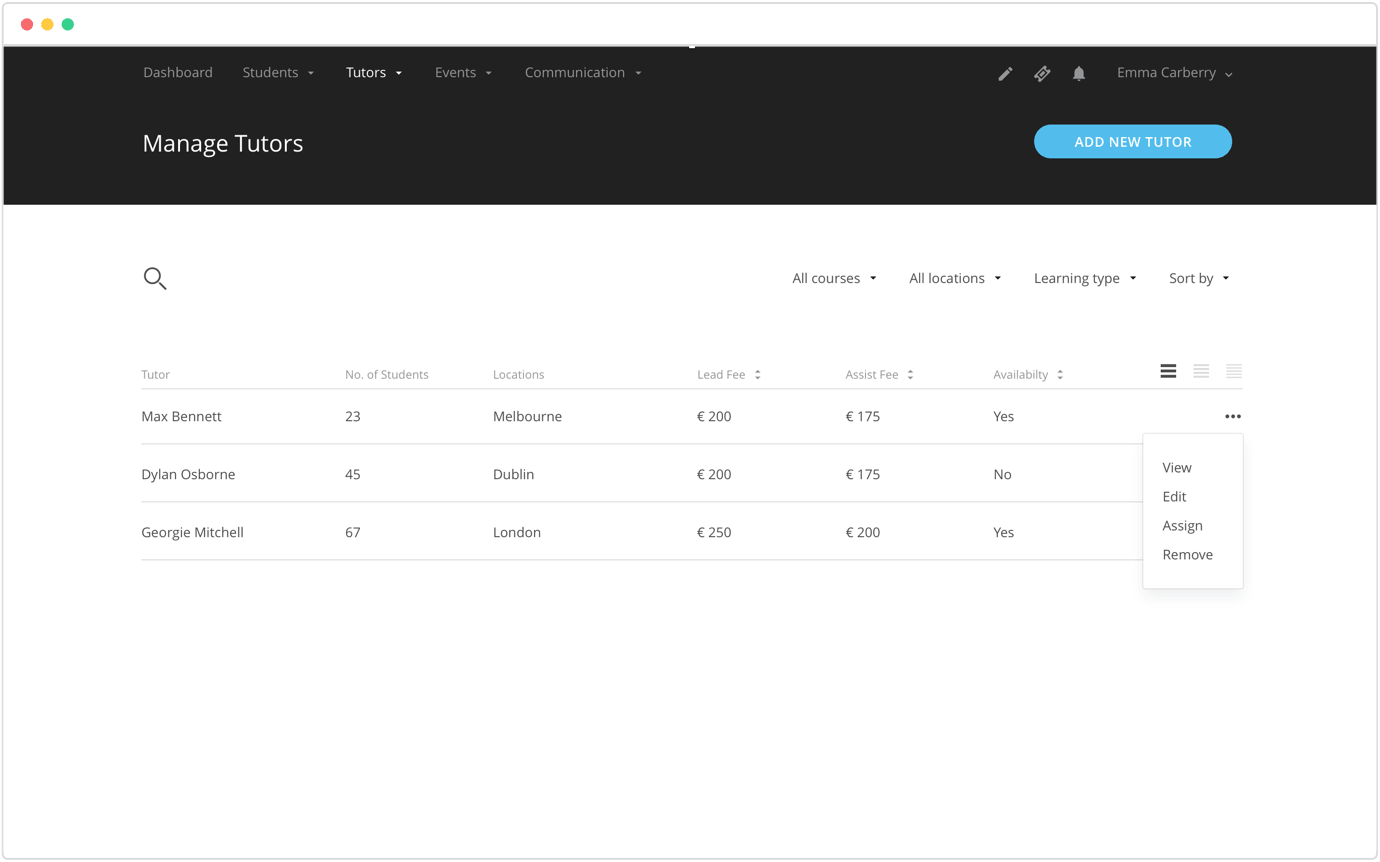 Dashboard Students Tutors Events Communication Emma Carberry
Manage Tutors ADD NEW TUTOR
All courses All locations Learning type Sort by
Tutor No. of Students Locations Lead Fee Assist Fee Availabilty
Max Bennett 23 Melbourne € 200 € 175 Yes
View
Dylan Osborne 45 Dublin € 200 € 175 No
Edit
Assign
Georgie Mitchell 67 London € 250 € 200 Yes
Remove